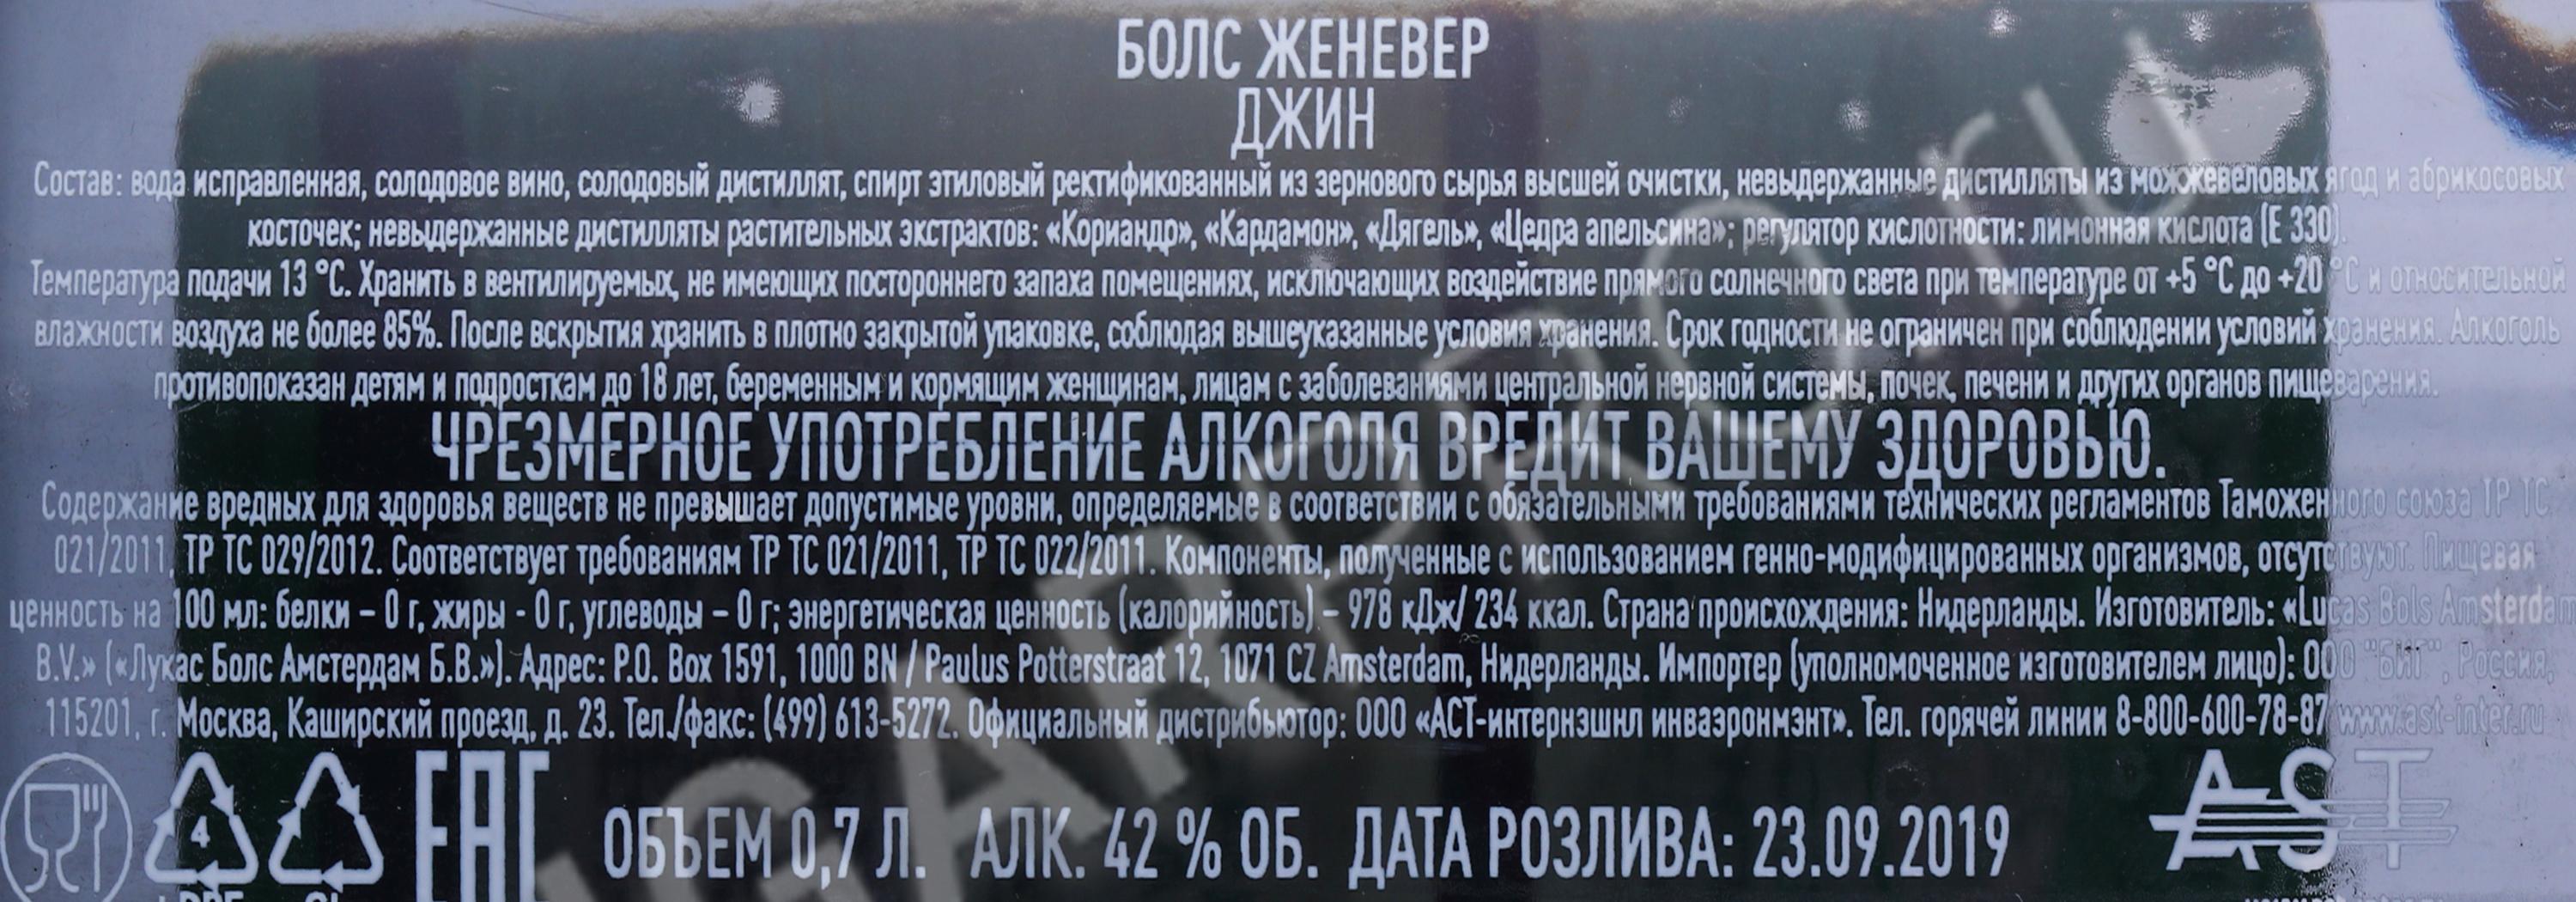 БОЛС ЖЕНЕВЕР
ДЖИН
Состав: вода исправленная, солодовое вино, солодовый дистиллят, спирт этиловый ректификованный из зернового сырья высшей очистки, невыдержанные дистилляты из можжевеловых ягод и абрикосовых
косточек; невыдержанные дистилляты растительных экстрактов: «Кориандр», «Кардамон», «Дягель», «Цедра апельсина»; регулятор кислотности: лимонная кислота (Е 330).
Температура подачи 13 °С. Хранить в вентилируемых, не имеющих постороннего запаха помещениях, исключающих воздействие прямого солнечного света при температуре от +5 °С до +20 °С и относительной
влажности воздуха не более 85%. После вскрытия хранить в плотно закрытой упаковке, соблюдая вышеуказанные условия хранения. Срок годности не ограничен при соблюдении условий хранения. Алкоголь
противопоказан детям и подросткам до 18 лет, беременным и кормящим женщинам, лицам с заболеваниями центральной нервной системы, почек, печени и других органов пищеварения.
ЧРЕЗМЕРНОЕ УПОТРЕБЛЕНИЕ АЛКОГОЛЯ ВРЕДИТ ВАШЕМУ ЗДОРОВЬЮ.
Содержание вредных для здоровья веществ не превышает допустимые уровни, определяемые в соответствии с обязательными требованиями технических регламентов Таможенного союза ТР ТС
021/2011, ТР ТС 029/2012. Соответствует требованиям ТР ТС 021/2011, ТР ТС 022/2011. Компоненты, полученные с использованием генно-модифицированных организмов, отсутствуют. Пищевая
ценность на 100 мл: белки – 0 г, жиры - 0 г, углеводы – 0 г; энергетическая ценность (калорийность) – 978 кДж/ 234 ккал. Страна происхождения: Нидерланды. Изготовитель: «Lucas Bols Amsterdam
B.V.» («Лукас Болс Амстердам Б.В.»). Адрес: P.O. Box 1591, 1000 BN / Paulus Potterstraat 12, 1071 CZ Amsterdam, Нидерланды. Импортер (уполномоченное изготовителем лицо): ООО "БИГ", Россия,
115201, г. Москва, Каширский проезд, д. 23. Тел./факс: (499) 613-5272. Официальный дистрибьютор: ООО «АСТ-интернэшнл инваэронмэнт». Тел. горячей линии 8-800-600-78-87 www.ast-inter.ru
4 EAC ОБЪЕМ 0,7 Л. АЛК. 42 % ОБ. ДАТА РОЗЛИВА: 23.09.2019 AST
CIGARPRO.ru